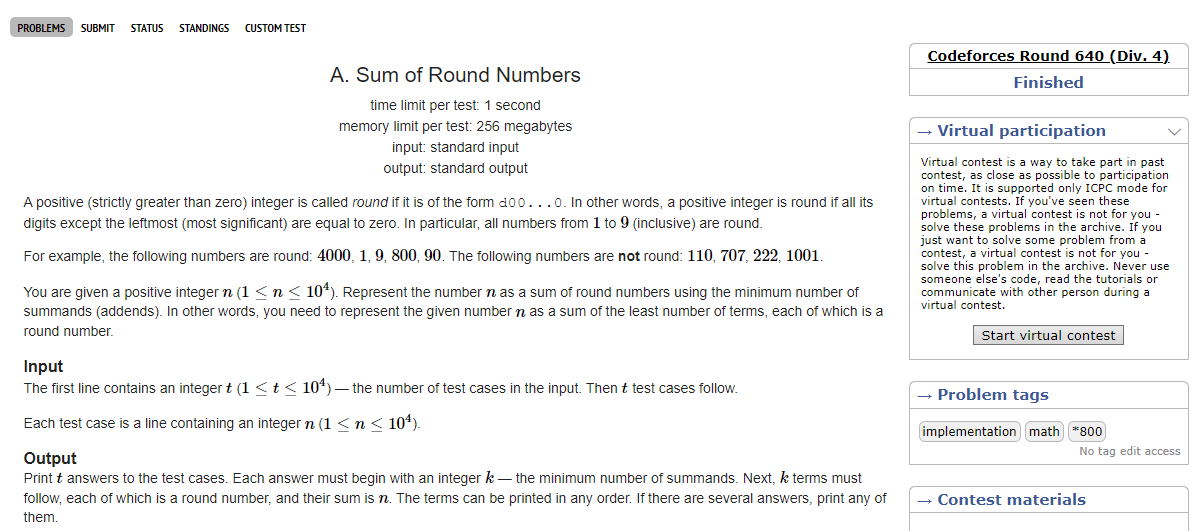 PROBLEMS SUBMIT STATUS STANDINGS CUSTOM TEST
A. Sum of Round Numbers
time limit per test: 1 second
memory limit per test: 256 megabytes
input: standard input
output: standard output
A positive (strictly greater than zero) integer is called round if it is of the form d00...0. In other words, a positive integer is round if all its
digits except the leftmost (most significant) are equal to zero. In particular, all numbers from 1 to 9 (inclusive) are round.
For example, the following numbers are round: 4000, 1, 9, 800, 90. The following numbers are not round: 110, 707, 222, 1001.
You are given a positive integer n (1 ≤ n ≤ 10⁴). Represent the number n as a sum of round numbers using the minimum number of
summands (addends). In other words, you need to represent the given number n as a sum of the least number of terms, each of which is a
round number.
Input
The first line contains an integer t (1 ≤ t ≤ 10⁴) — the number of test cases in the input. Then t test cases follow.
Each test case is a line containing an integer n (1 ≤ n ≤ 10⁴).
Output
Print t answers to the test cases. Each answer must begin with an integer k — the minimum number of summands. Next, k terms must
follow, each of which is a round number, and their sum is n. The terms can be printed in any order. If there are several answers, print any of
them.
Codeforces Round 640 (Div. 4)
Finished
→ Virtual participation
Virtual contest is a way to take part in past
contest, as close as possible to participation
on time. It is supported only ICPC mode for
virtual contests. If you've seen these
problems, a virtual contest is not for you -
solve these problems in the archive. If you
just want to solve some problem from a
contest, a virtual contest is not for you -
solve this problem in the archive. Never use
someone else's code, read the tutorials or
communicate with other person during a
virtual contest.
Start virtual contest
→ Problem tags
implementation math *800
No tag edit access
→ Contest materials